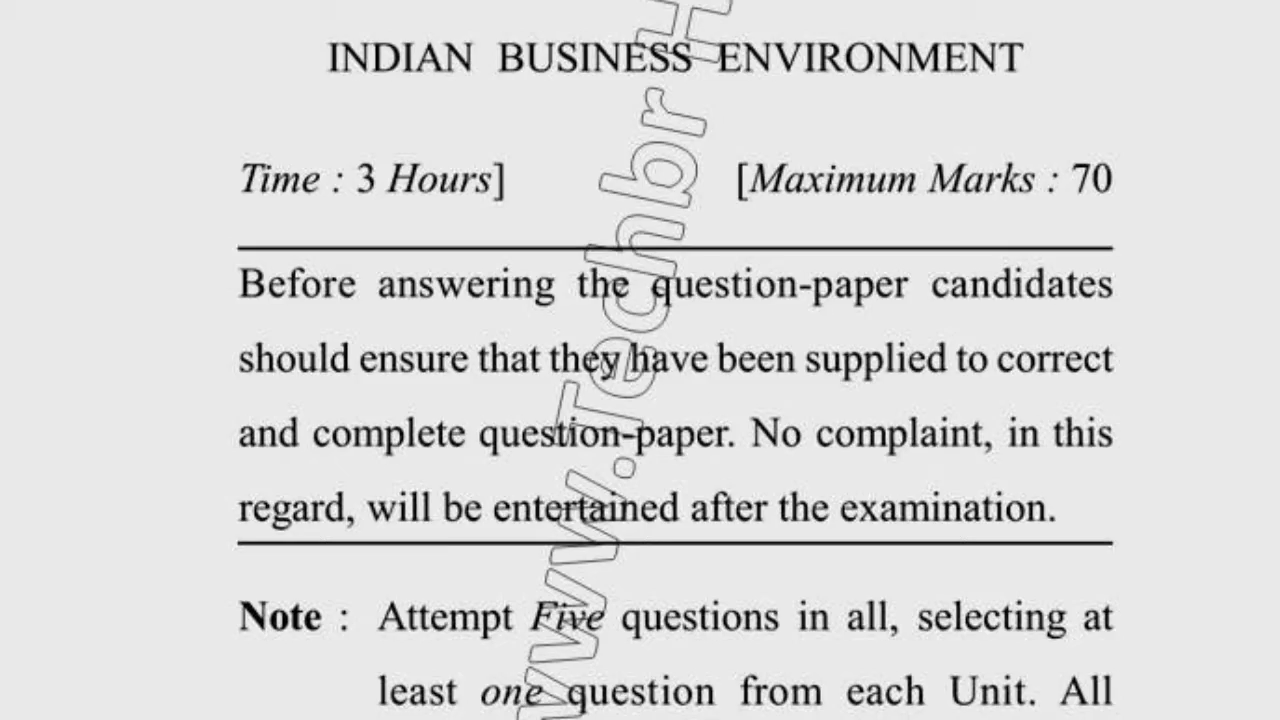 INDIAN BUSINESS ENVIRONMENT
Time : 3 Hours] [Maximum Marks : 70
Before answering the question-paper candidates
should ensure that they have been supplied to correct
and complete question-paper. No complaint, in this
regard, will be entertained after the examination.
Note : Attempt Five questions in all, selecting at
least one question from each Unit. All
www.Techbr H